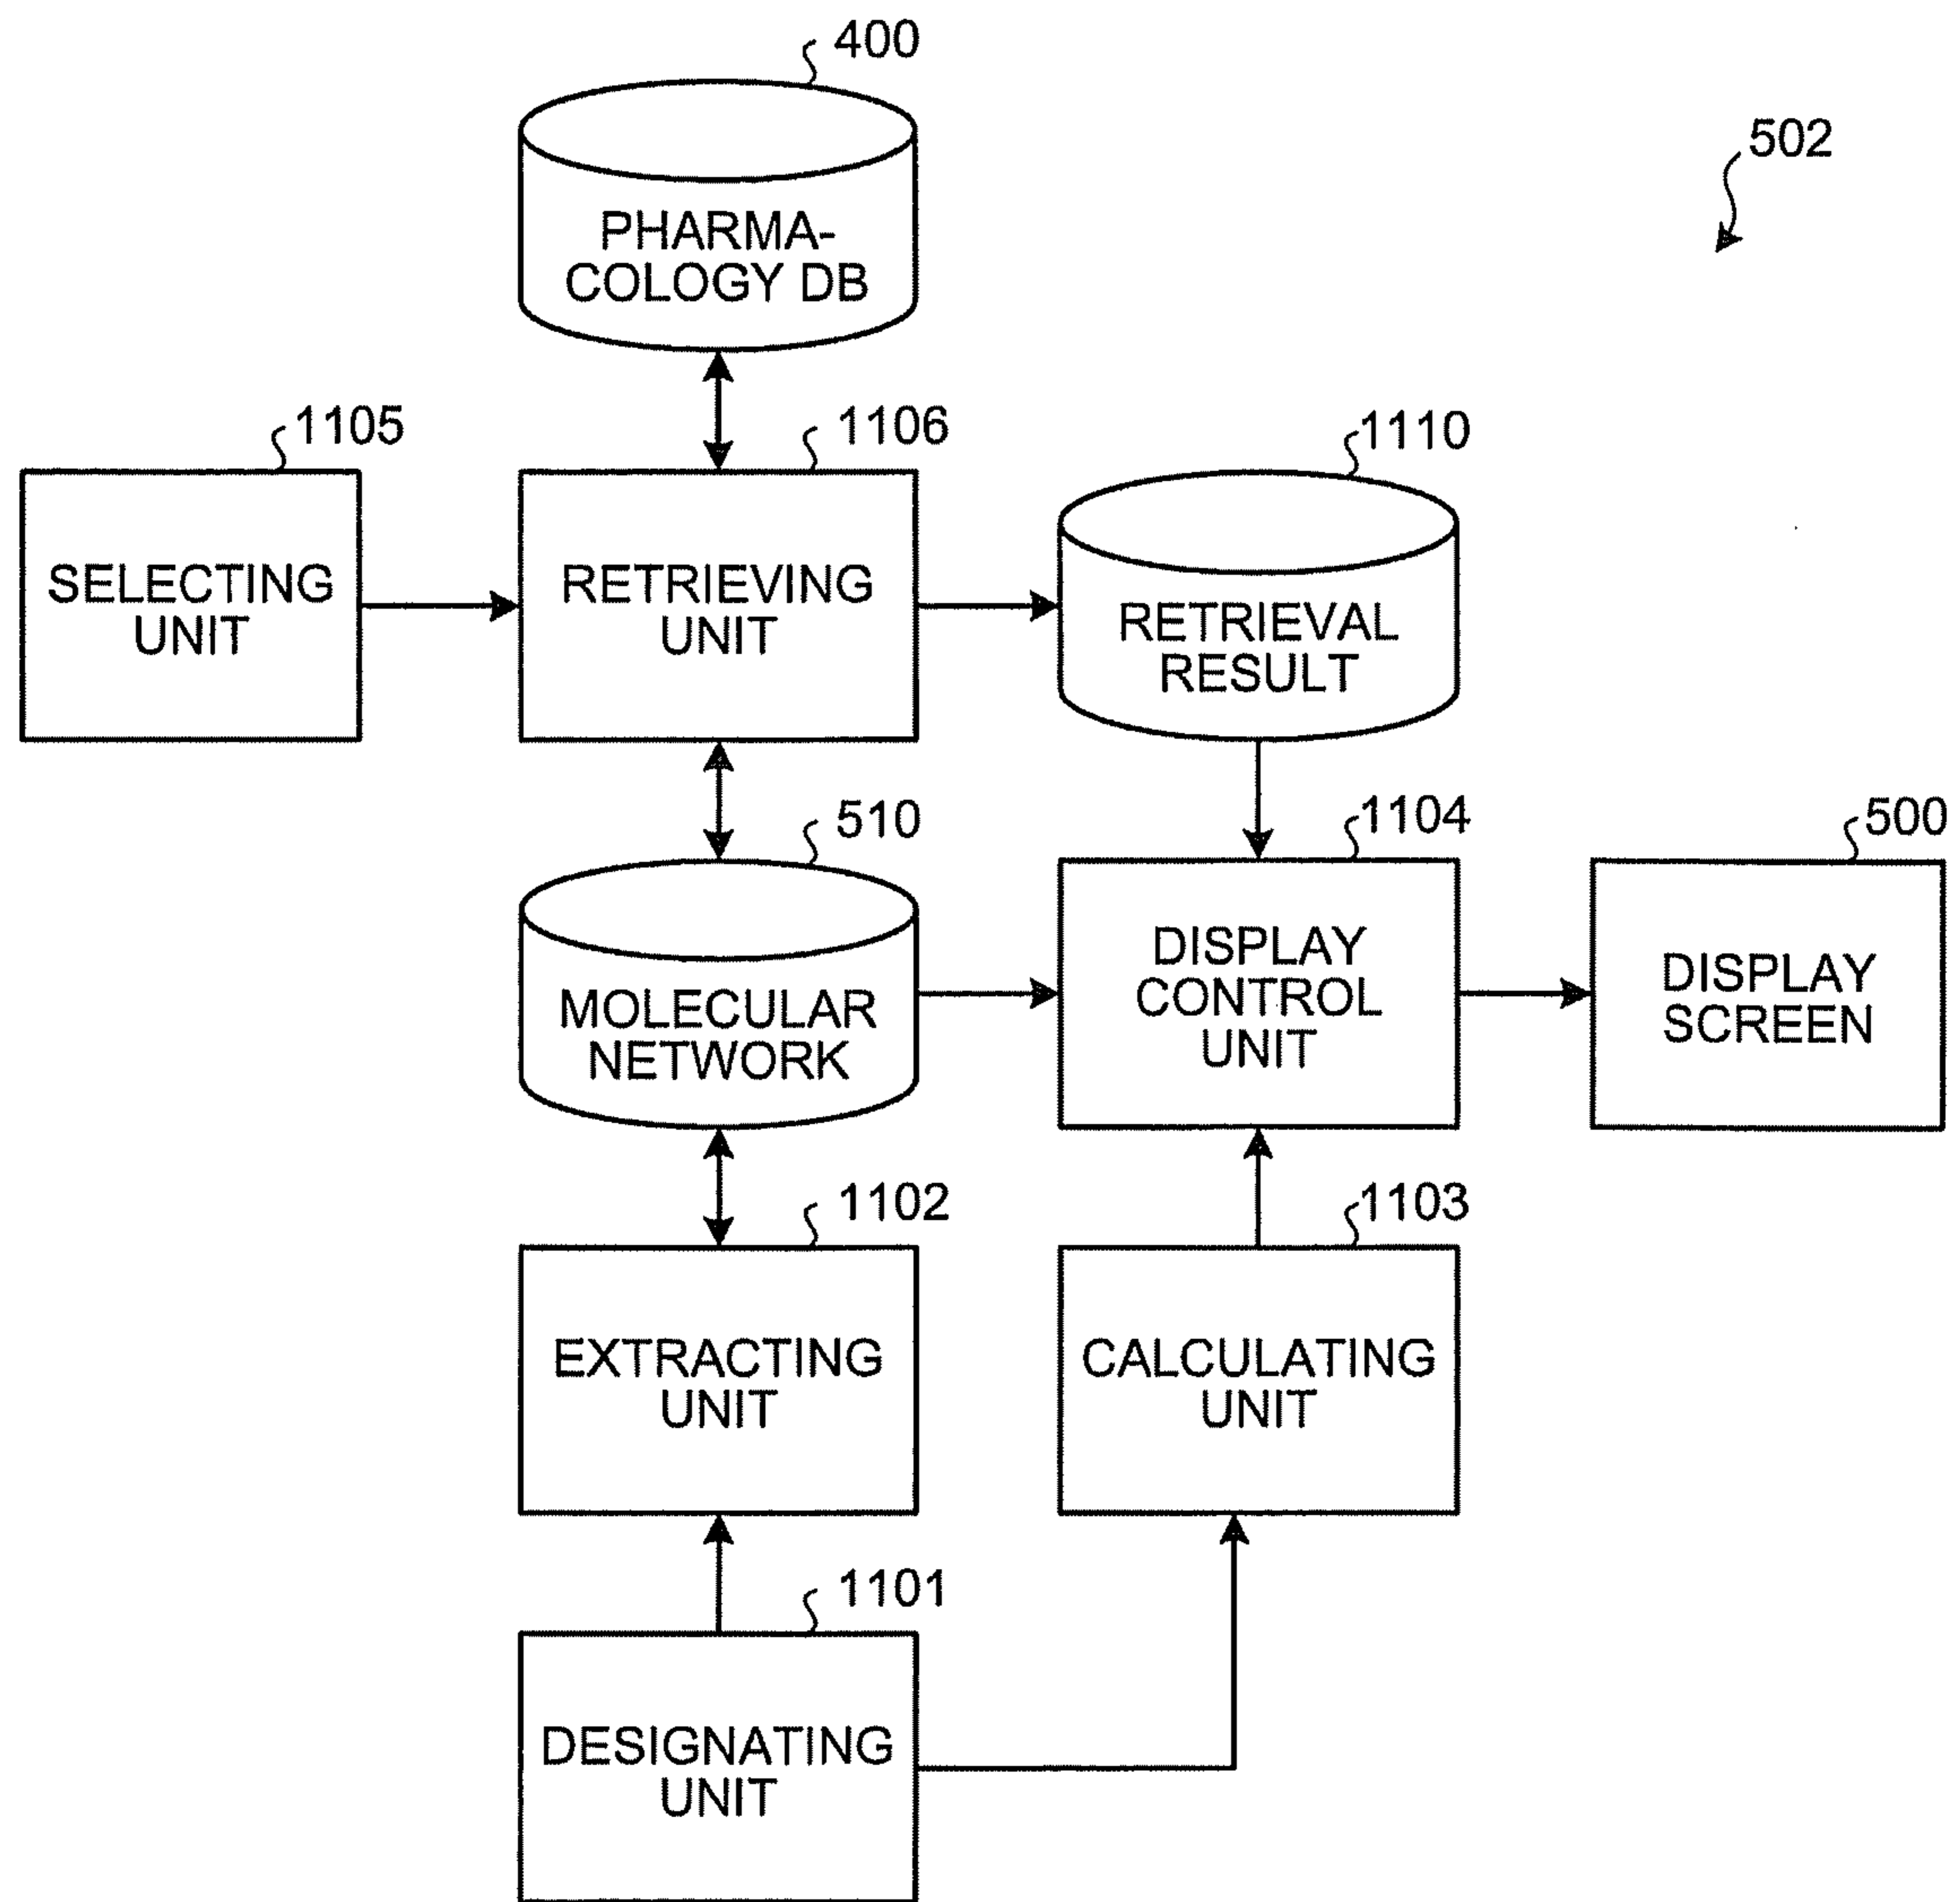 400
502
PHARMA-
COLOGY DB
1105
1106
1110
SELECTING
UNIT
RETRIEVING
UNIT
RETRIEVAL
RESULT
510
1104
500
MOLECULAR
NETWORK
DISPLAY
CONTROL
UNIT
DISPLAY
SCREEN
1102
1103
EXTRACTING
UNIT
CALCULATING
UNIT
1101
DESIGNATING
UNIT